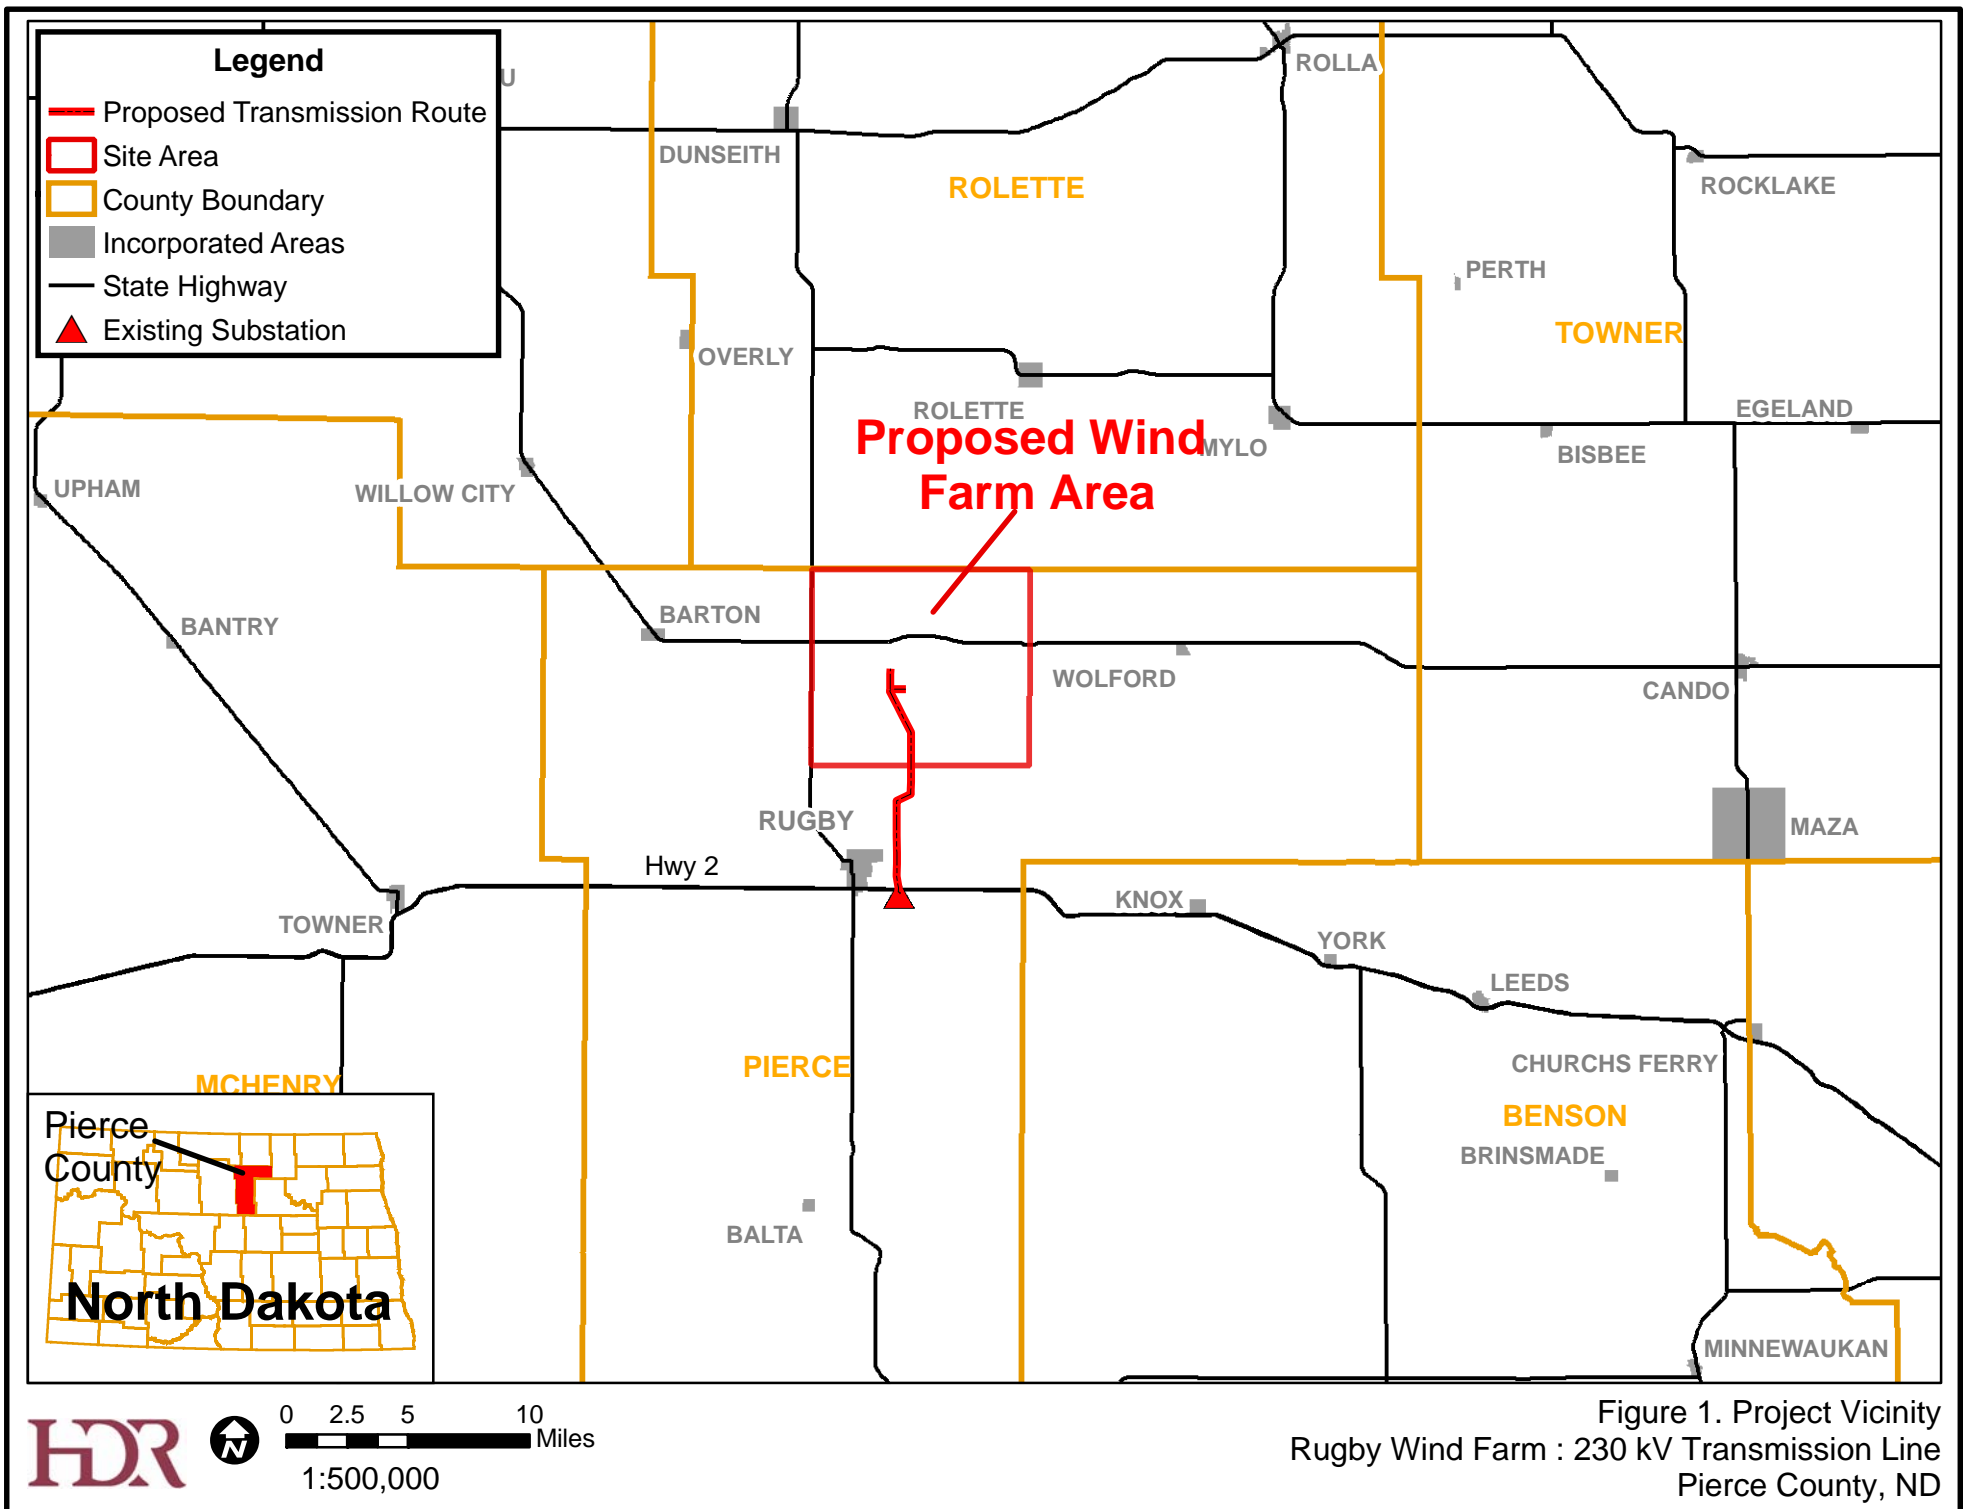 Legend
Proposed Transmission Route
Site Area
County Boundary
Incorporated Areas
State Highway
Existing Substation
U
ROLLA
DUNSEITH
ROLETTE
ROCKLAKE
PERTH
TOWNER
OVERLY
ROLETTE
EGELAND
Proposed Wind
Farm Area
MYLO
BISBEE
UPHAM
WILLOW CITY
BANTRY
BARTON
WOLFORD
CANDO
RUGBY
MAZA
Hwy 2
TOWNER
KNOX
YORK
LEEDS
CHURCHS FERRY
PIERCE
MCHENRY
BENSON
BRINSMADE
BALTA
MINNEWAUKAN
Pierce
County
North Dakota
HDR
N
0 2.5 5 10
Miles
1:500,000
Figure 1. Project Vicinity
Rugby Wind Farm : 230 kV Transmission Line
Pierce County, ND